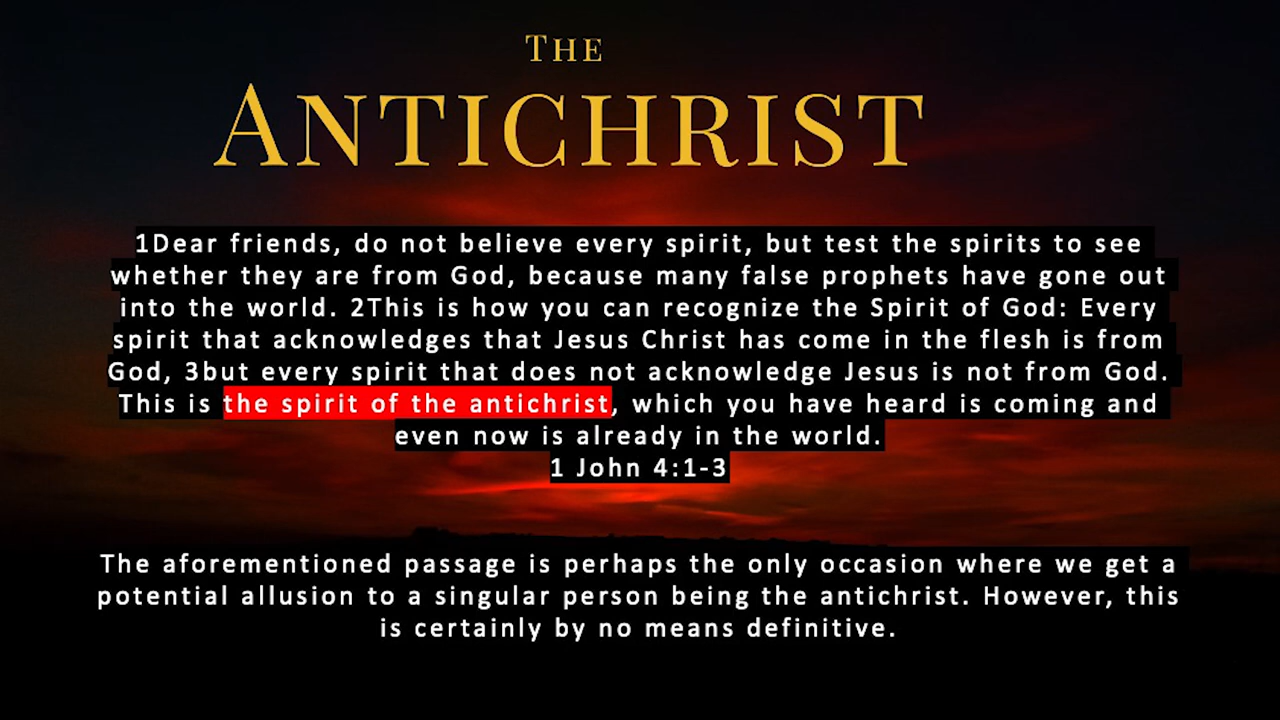 The
Antichrist
1Dear friends, do not believe every spirit, but test the spirits to see
whether they are from God, because many false prophets have gone out
into the world. 2This is how you can recognize the Spirit of God: Every
spirit that acknowledges that Jesus Christ has come in the flesh is from
God, 3but every spirit that does not acknowledge Jesus is not from God.
This is the spirit of the antichrist, which you have heard is coming and
even now is already in the world.
1 John 4:1-3
The aforementioned passage is perhaps the only occasion where we get a
potential allusion to a singular person being the antichrist. However, this
is certainly by no means definitive.